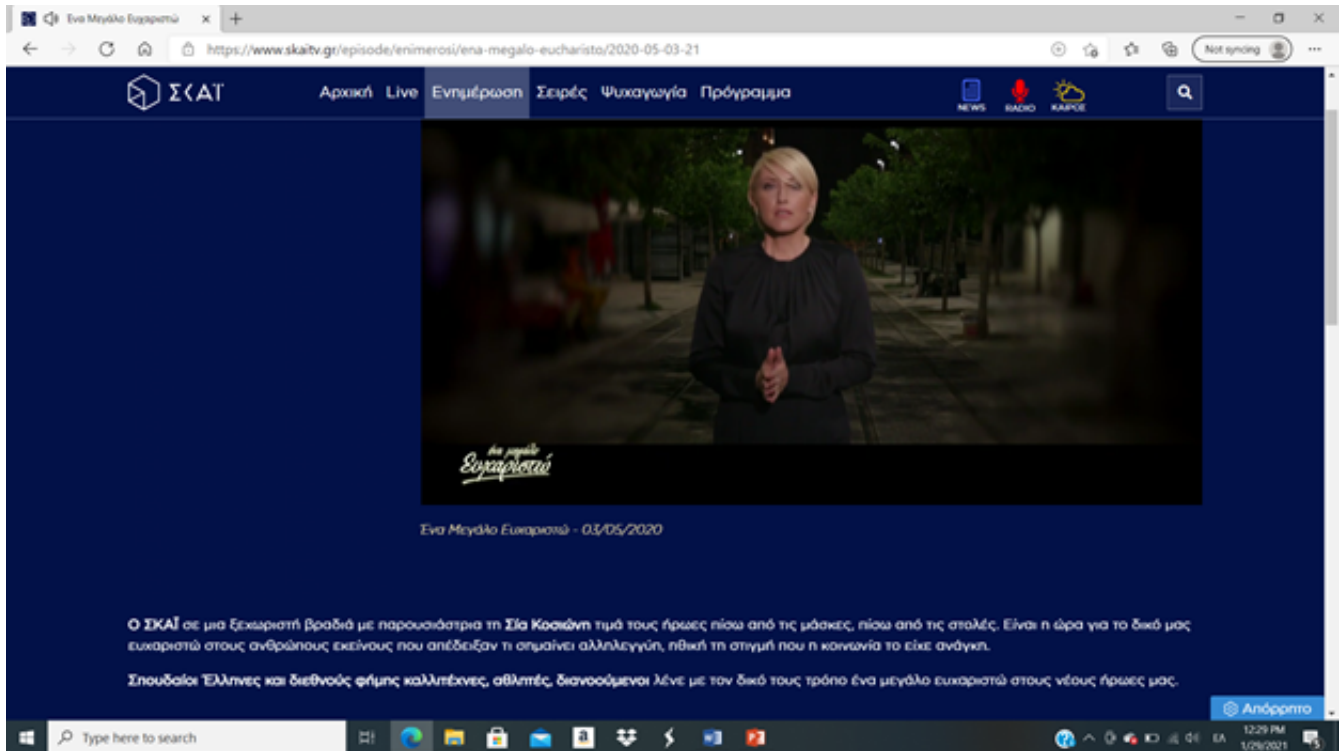 Ένα Μεγάλο Ευχαριστώ
https://www.skaitv.gr/episode/enimerosi/ena-megalo-eucharisto/2020-05-03-21
Not syncing
ΣΚΑΪ
Αρχική Live Ενημέρωση Σειρές Ψυχαγωγία Πρόγραμμα
NEWS RADIO ΚΑΙΡΟΣ
ένα μεγάλο
Ευχαριστώ
Ένα Μεγάλο Ευχαριστώ - 03/05/2020
Ο ΣΚΑΪ σε μια ξεχωριστή βραδιά με παρουσιάστρια τη Σία Κοσιώνη τιμά τους ήρωες πίσω από τις μάσκες, πίσω από τις στολές. Είναι η ώρα για το δικό μας
ευχαριστώ στους ανθρώπους εκείνους που απέδειξαν τι σημαίνει αλληλεγγύη, ηθική τη στιγμή που η κοινωνία το είχε ανάγκη.
Σπουδαίοι Έλληνες και διεθνούς φήμης καλλιτέχνες, αθλητές, διανοούμενοι λένε με τον δικό τους τρόπο ένα μεγάλο ευχαριστώ στους νέους ήρωες μας.
Απόρρητο
Type here to search
a
ΕΛ
12:29 PM
1/29/2021